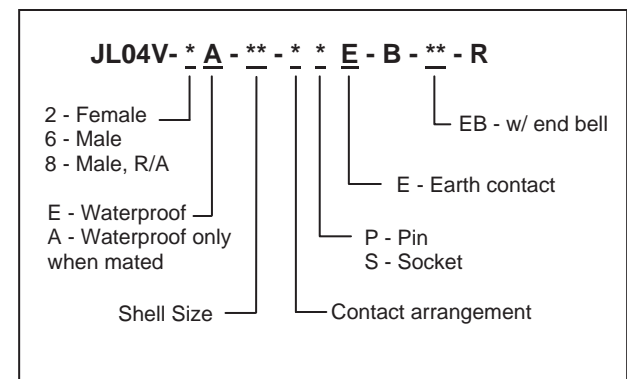 JL04V- * A - ** - * * E - B - ** - R
2 - Female
6 - Male
8 - Male, R/A
EB - w/ end bell
E - Earth contact
E - Waterproof
A - Waterproof only
when mated
P - Pin
S - Socket
Shell Size
Contact arrangement